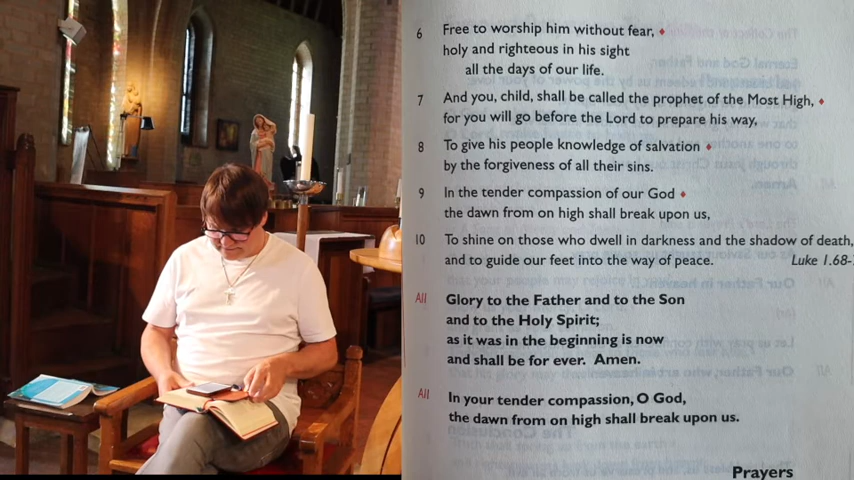 6 Free to worship him without fear, ♦
holy and righteous in his sight
all the days of our life.
7 And you, child, shall be called the prophet of the Most High, ♦
for you will go before the Lord to prepare his way,
8 To give his people knowledge of salvation ♦
by the forgiveness of all their sins.
9 In the tender compassion of our God ♦
the dawn from on high shall break upon us,
10 To shine on those who dwell in darkness and the shadow of death,
and to guide our feet into the way of peace. Luke 1.68-
All Glory to the Father and to the Son
and to the Holy Spirit;
as it was in the beginning is now
and shall be for ever. Amen.
All In your tender compassion, O God,
the dawn from on high shall break upon us.
Prayers